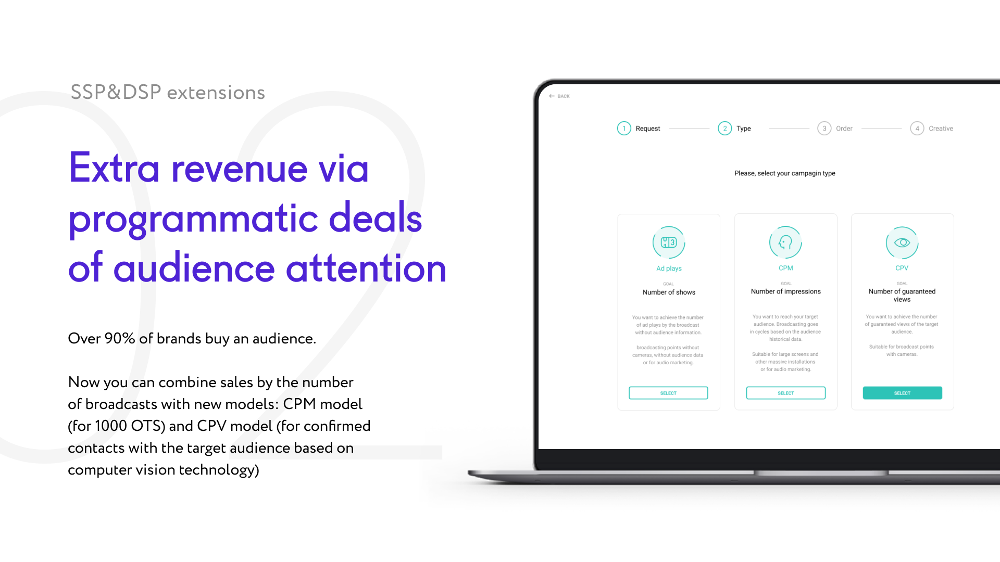 SSP&DSP extensions
02
Extra revenue via
programmatic deals
of audience attention
Over 90% of brands buy an audience.
Now you can combine sales by the number
of broadcasts with new models: CPM model
(for 1000 OTS) and CPV model (for confirmed
contacts with the target audience based on
computer vision technology)
BACK
1 Request
2 Type
3 Order
4 Creative
Please, select your campagin type
Ad plays
GOAL
Number of shows
You want to achieve the number
of ad plays by the broadcast
without audience information.
broadcasting points without
cameras, without audience data
or for audio marketing.
SELECT
CPM
GOAL
Number of impressions
You want to reach your target
audience. Broadcasting goes
in cycles based on the audience
historical data.
Suitable for large screens and
other massive installations
or for audio marketing.
SELECT
CPV
GOAL
Number of guaranteed
views
You want to achieve the number
of guaranteed views of the target
audience.
Suitable for broadcast points
with cameras.
SELECT